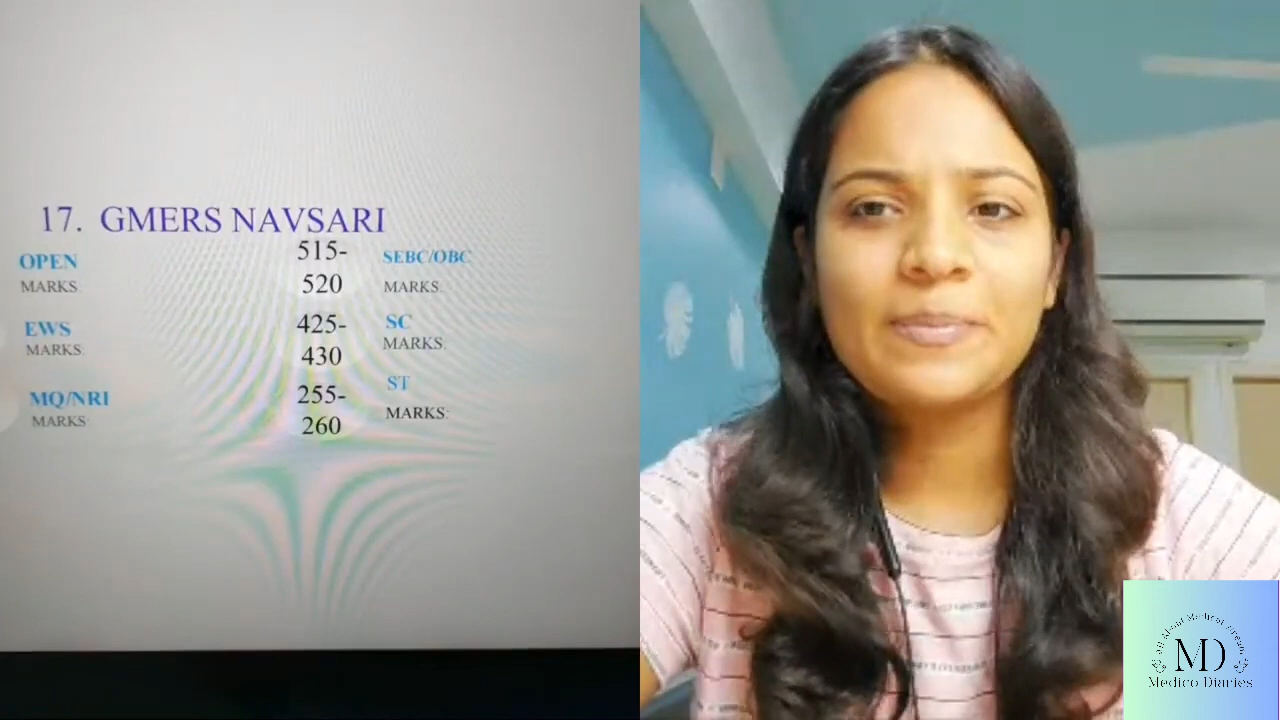 17. GMERS NAVSARI
OPEN
MARKS:
515-
520
SEBC/OBC
MARKS:
EWS
MARKS:
425-
430
SC
MARKS:
MQ/NRI
MARKS:
255-
260
ST
MARKS:
MD
Medico Diaries